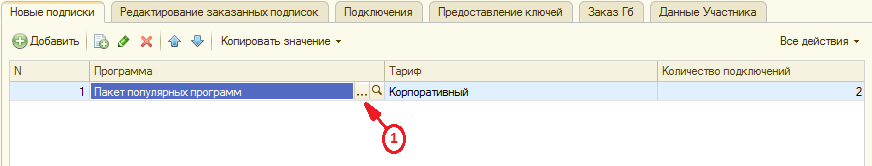 Новые подписки Редактирование заказанных подписок Подключения Предоставление ключей Заказ Гб Данные Участника
Добавить Копировать значение Все действия
N Программа Тариф Количество подключений
1 Пакет популярных программ ... Корпоративный 2
1